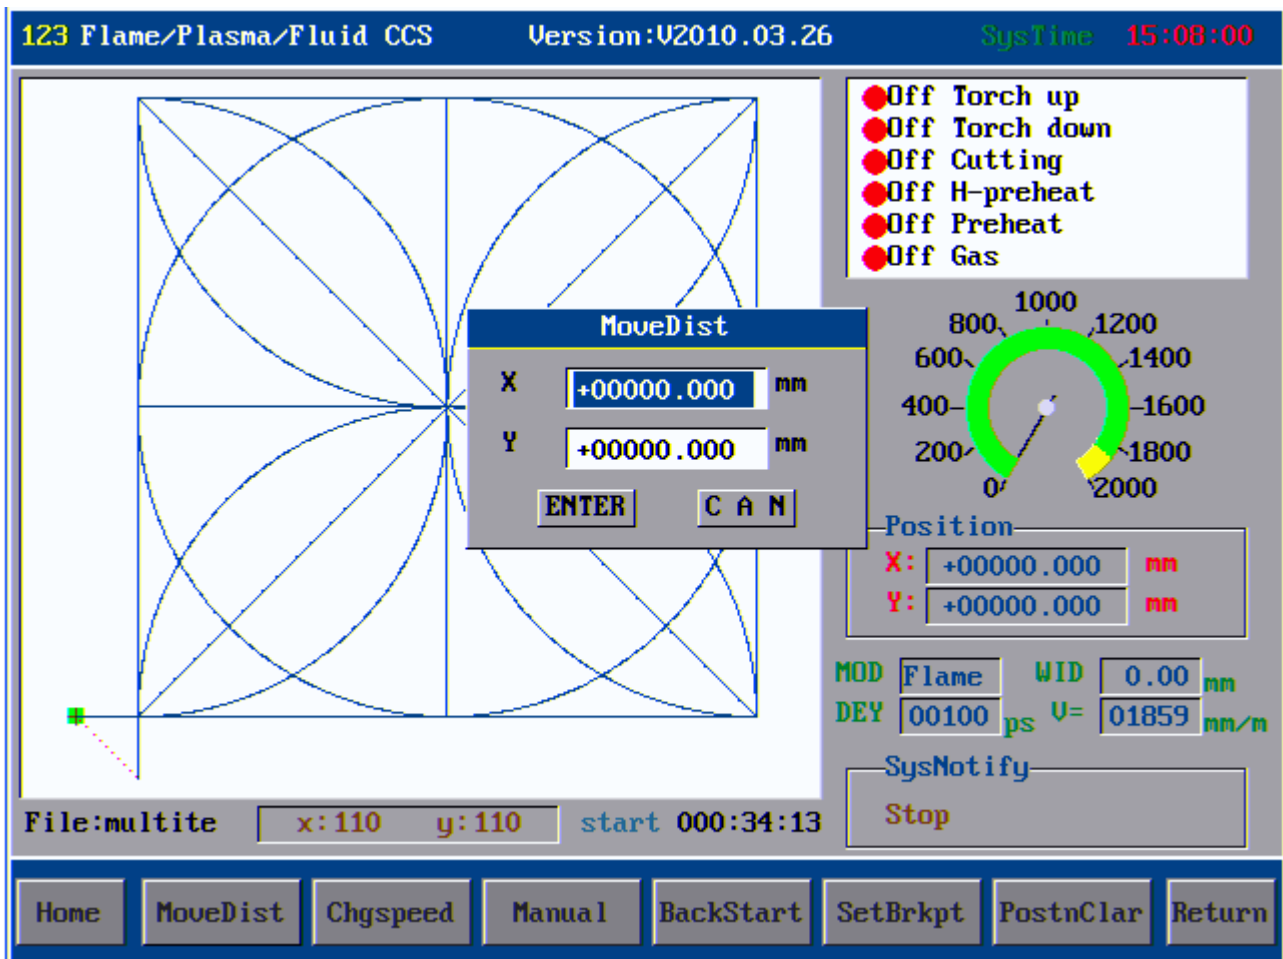 123 Flame/Plasma/Fluid CCS Version:V2010.03.26 SysTime 15:08:00
Off Torch up
Off Torch down
Off Cutting
Off H-preheat
Off Preheat
Off Gas
MoveDist
X +00000.000 mm
Y +00000.000 mm
ENTER C A N
1000
800 1200
600 1400
400 1600
200 1800
0 2000
Position
X: +00000.000 mm
Y: +00000.000 mm
MOD Flame WID 0.00 mm
DEY 00100 ps V= 01859 mm/m
SysNotify
Stop
File:multite x:110 y:110 start 000:34:13
Home MoveDist Chgspeed Manual BackStart SetBrkpt PostnClar Return